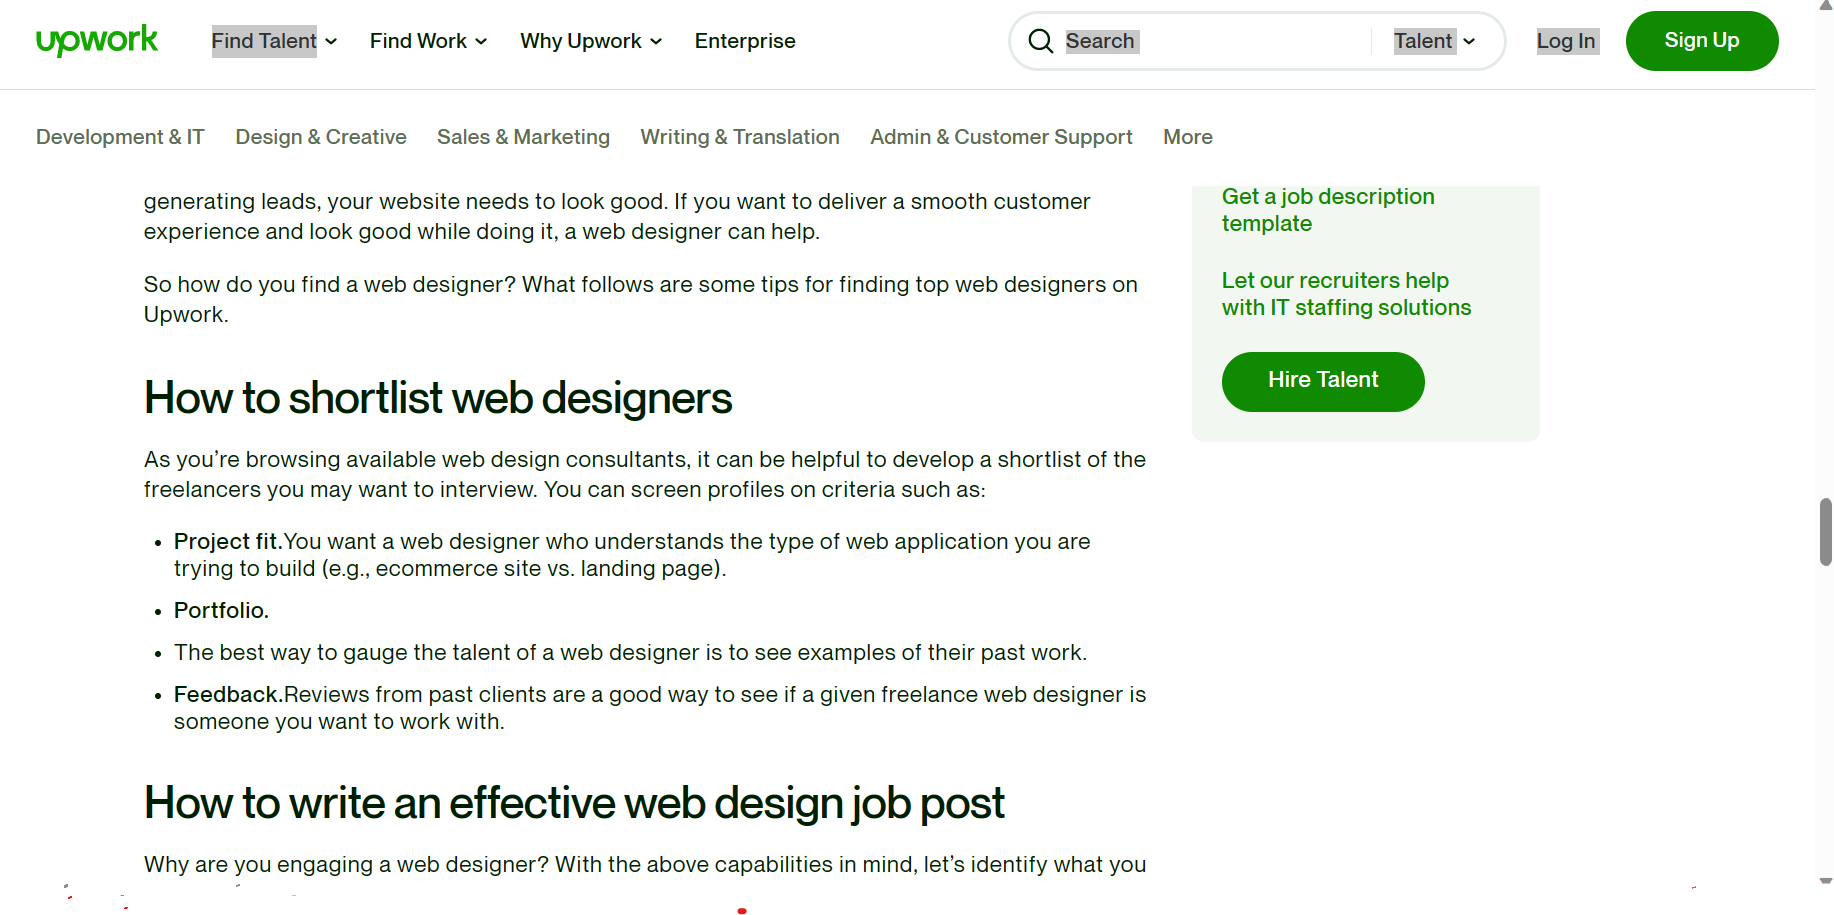 upwork
Find Talent
Find Work
Why Upwork
Enterprise
Search
Talent
Log In
Sign Up
Development & IT
Design & Creative
Sales & Marketing
Writing & Translation
Admin & Customer Support
More
generating leads, your website needs to look good. If you want to deliver a smooth customer
experience and look good while doing it, a web designer can help.
So how do you find a web designer? What follows are some tips for finding top web designers on
Upwork.
How to shortlist web designers
As you’re browsing available web design consultants, it can be helpful to develop a shortlist of the
freelancers you may want to interview. You can screen profiles on criteria such as:
• Project fit.You want a web designer who understands the type of web application you are
trying to build (e.g., ecommerce site vs. landing page).
• Portfolio.
• The best way to gauge the talent of a web designer is to see examples of their past work.
• Feedback.Reviews from past clients are a good way to see if a given freelance web designer is
someone you want to work with.
How to write an effective web design job post
Why are you engaging a web designer? With the above capabilities in mind, let’s identify what you
Get a job description
template
Let our recruiters help
with IT staffing solutions
Hire Talent